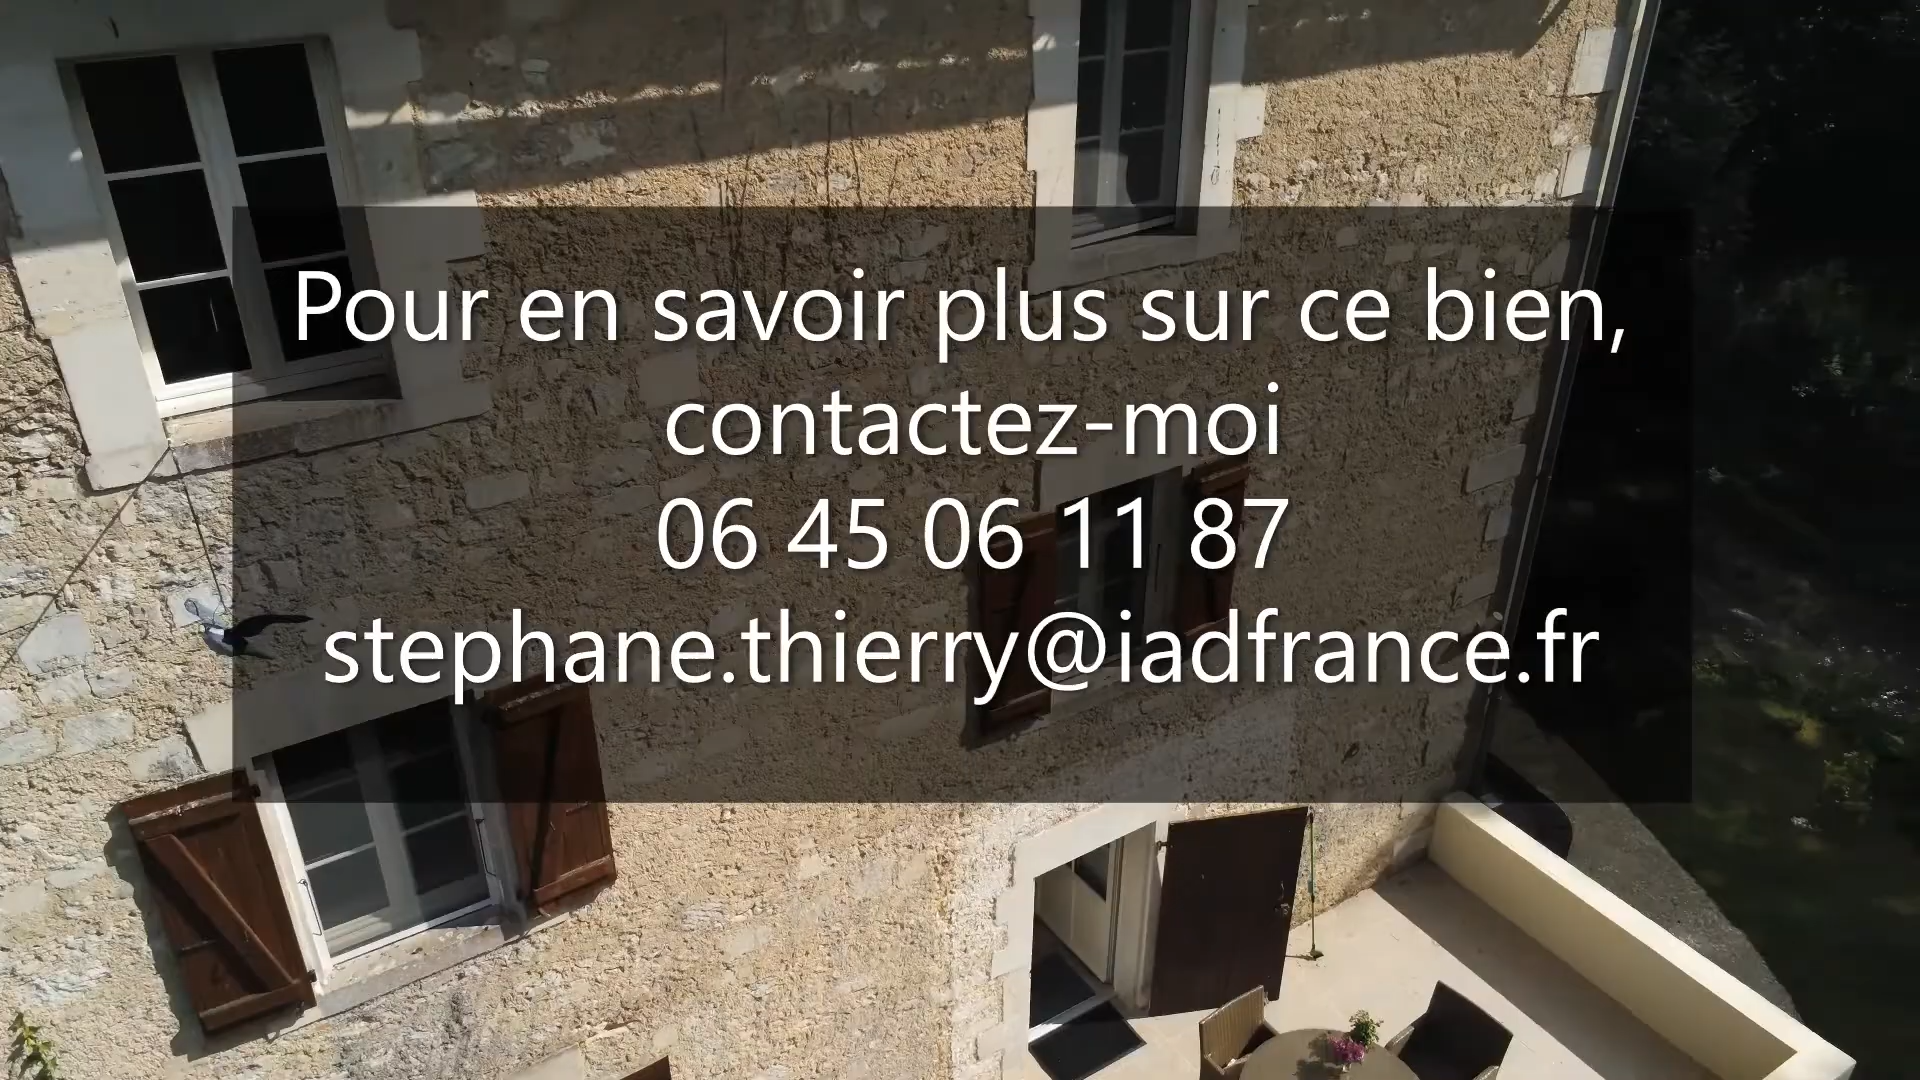 Pour en savoir plus sur ce bien,
contactez-moi
06 45 06 11 87
stephane.thierry@iadfrance.fr